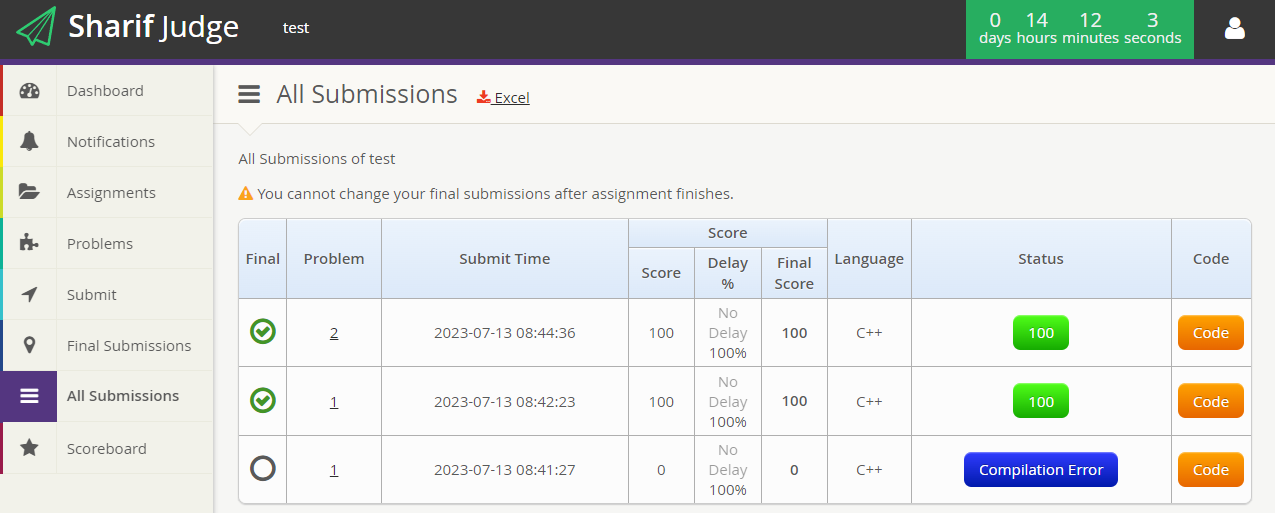 Sharif Judge
test
0 14 12 3
days hours minutes seconds
Dashboard
Notifications
Assignments
Problems
Submit
Final Submissions
All Submissions
Scoreboard
All Submissions
Excel
All Submissions of test
You cannot change your final submissions after assignment finishes.
Final Problem Submit Time Score Language Status Code
Score Delay % Final Score
2 2023-07-13 08:44:36 100 No Delay 100% 100 C++ 100 Code
1 2023-07-13 08:42:23 100 No Delay 100% 100 C++ 100 Code
1 2023-07-13 08:41:27 0 No Delay 100% 0 C++ Compilation Error Code